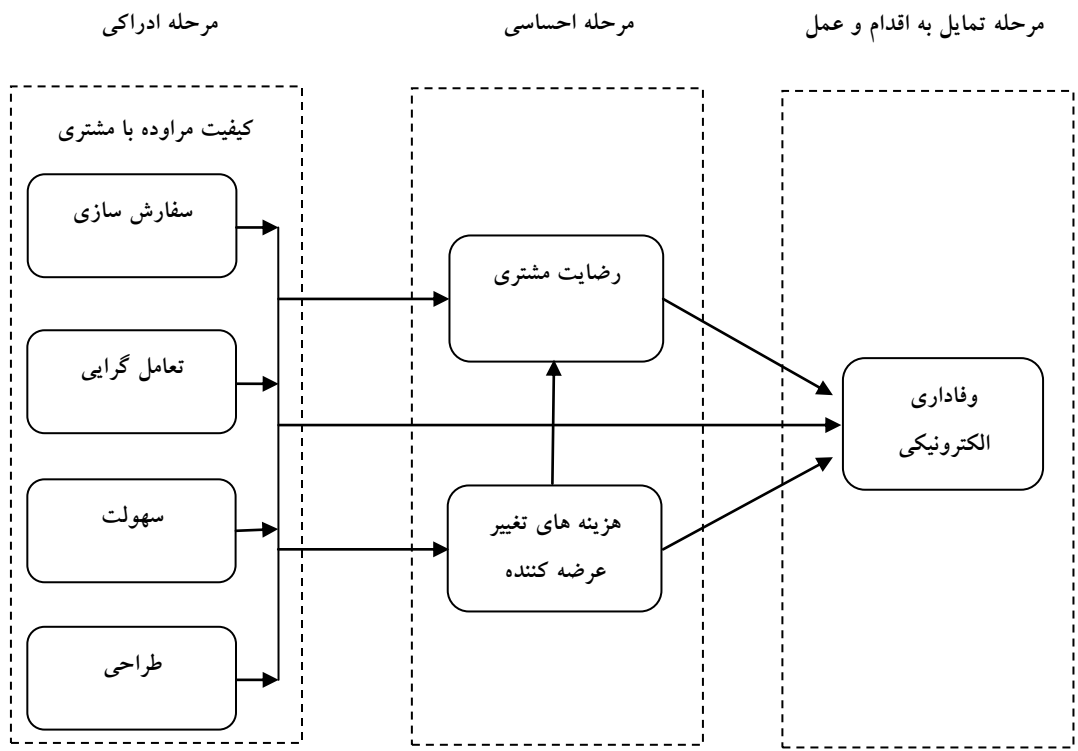 مرحله ادراکی
مرحله احساسی
مرحله تمایل به اقدام و عمل
کیفیت مراوده با مشتری
سفارش سازی
تعامل گرایی
سهولت
طراحی
رضایت مشتری
هزینه های تغییر
عرضه کننده
وفاداری
الکترونیکی